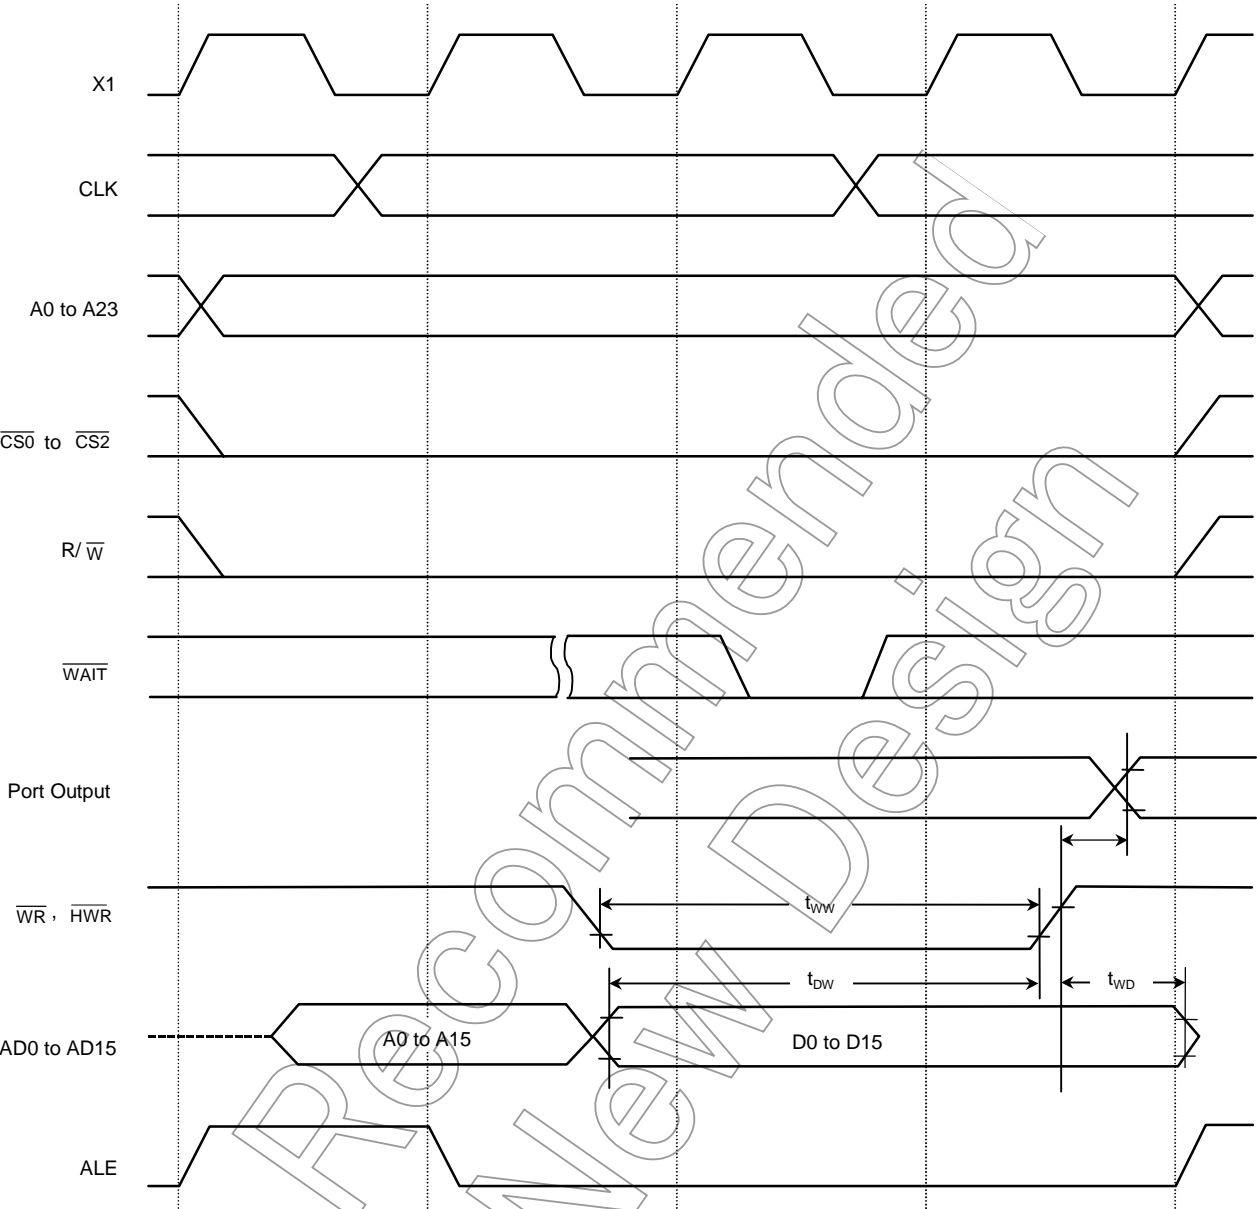 X1
CLK
A0 to A23
CS0 to CS2
R/ W
WAIT
Port Output
WR , HWR
tWW
tDW
tWD
AD0 to AD15
A0 to A15
D0 to D15
ALE
Recommended
New Design